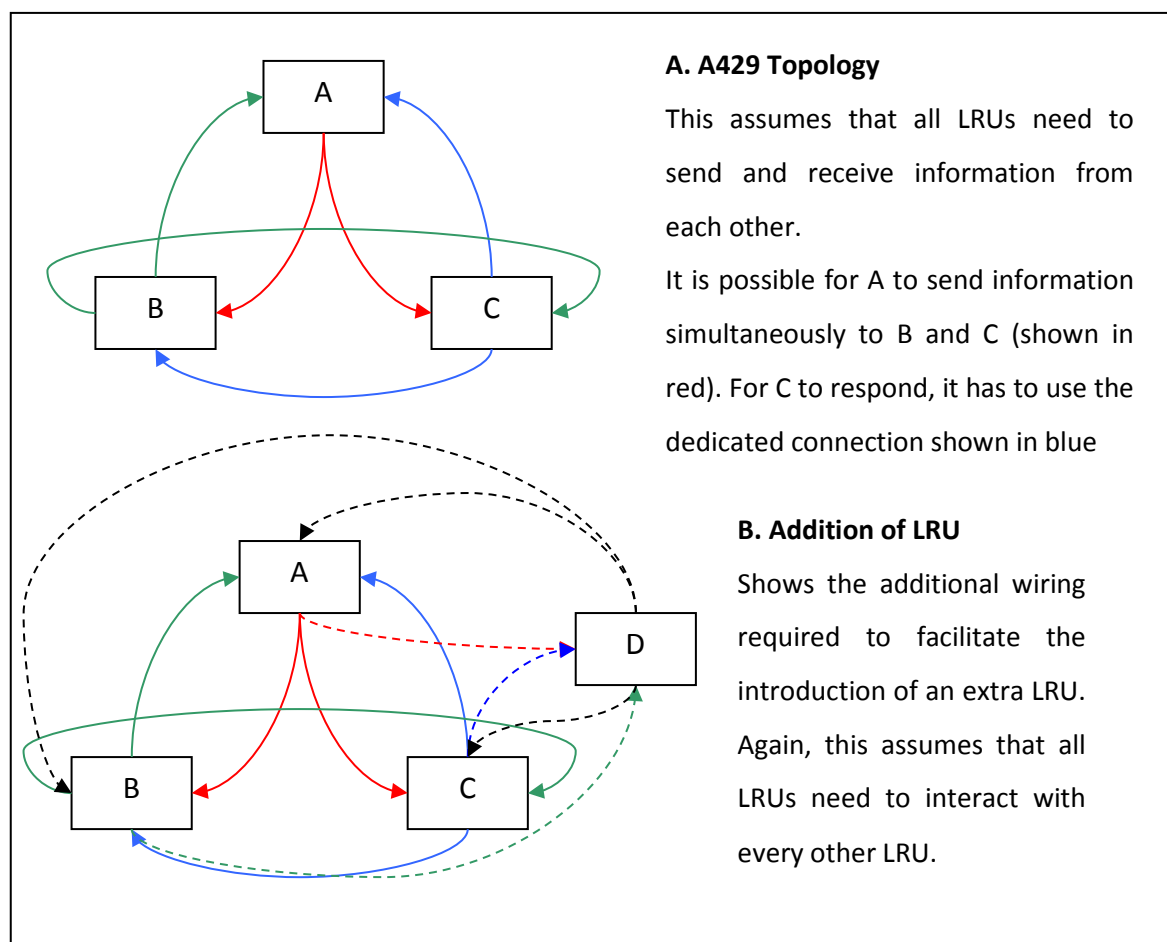 A
B
C
A. A429 Topology
This assumes that all LRUs need to
send and receive information from
each other.
It is possible for A to send information
simultaneously to B and C (shown in
red). For C to respond, it has to use the
dedicated connection shown in blue
A
D
B
C
B. Addition of LRU
Shows the additional wiring
required to facilitate the
introduction of an extra LRU.
Again, this assumes that all
LRUs need to interact with
every other LRU.